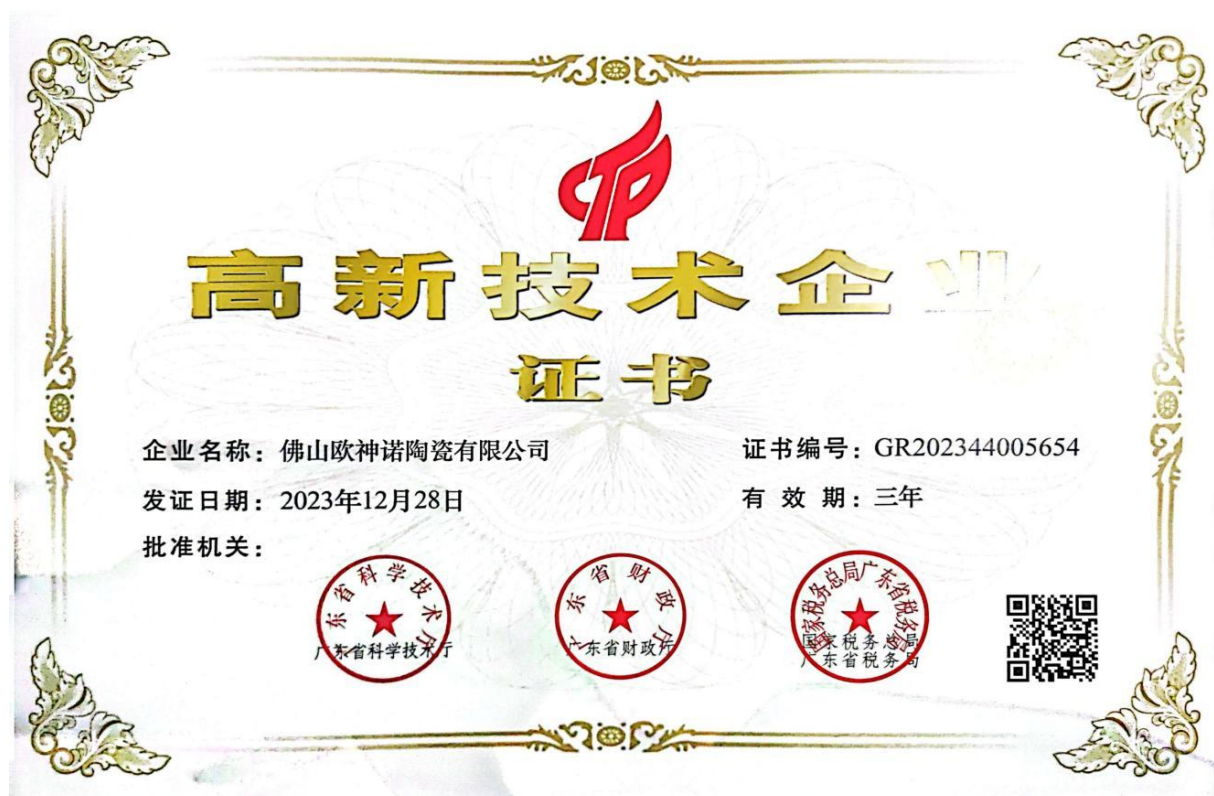 高新技术企业
证书
企业名称：佛山欧神诺陶瓷有限公司
证书编号：GR202344005654
发证日期：2023年12月28日
有效期：三年
批准机关：
广东省科学技术厅
广东省科学技术厅
广东省财政厅
广东省财政厅
国家税务总局广东省税务局
国家税务总局
广东省税务局